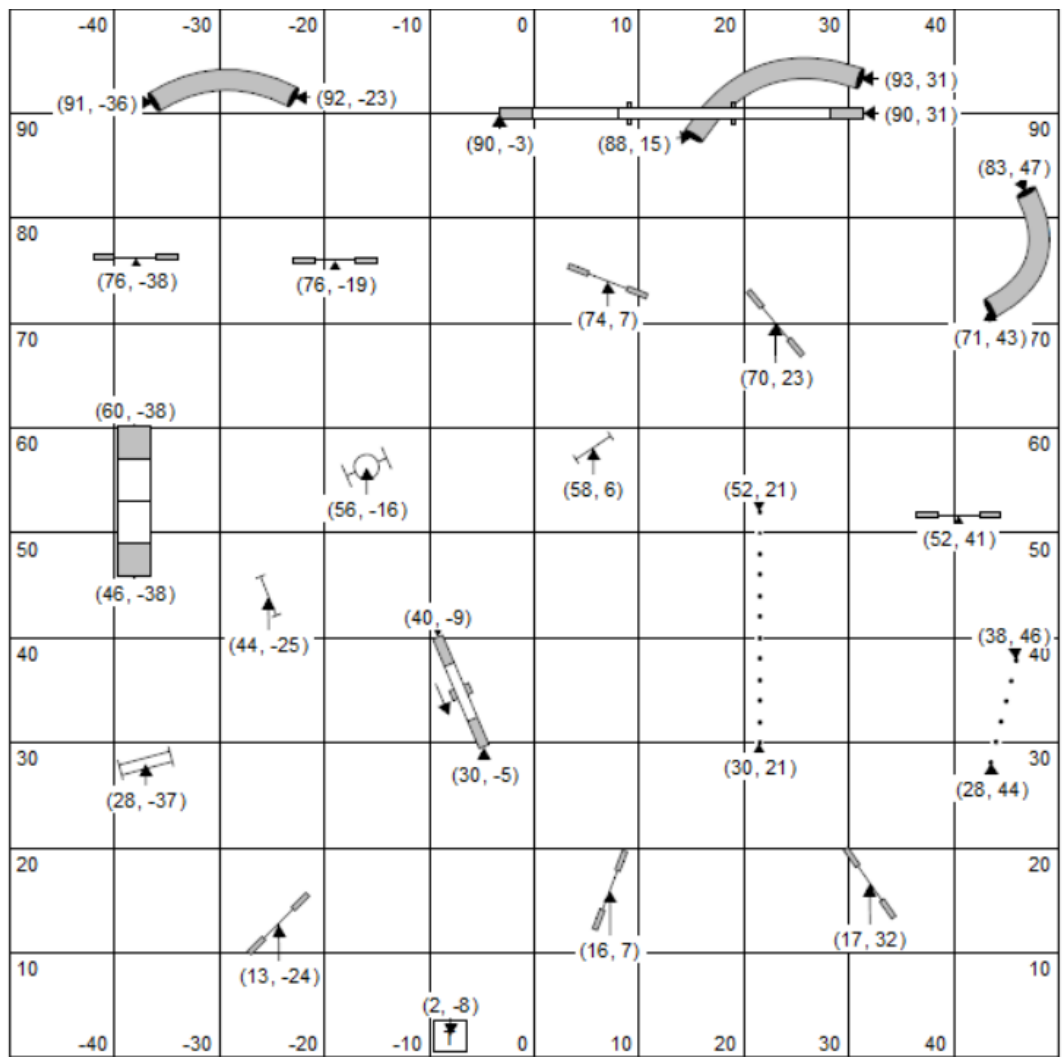 -40 -30 -20 -10 0 10 20 30 40
(91, -36) (92, -23) (93, 31)
(90, 31)
90 (90, -3) (88, 15) 90
(83, 47)
80 80
(76, -38) (76, -19)
(74, 7)
70 (71, 43) 70
(70, 23)
(60, -38)
60 60
(52, 21)
(58, 6)
(56, -16)
50 (52, 41) 50
(46, -38)
(40, -9)
(44, -25) (38, 46)
40 40
30 (30, -5) (30, 21) 30
(28, -37) (28, 44)
20 20
(17, 32)
(16, 7)
10 (13, -24) 10
(2, -8)
-40 -30 -20 -10 0 10 20 30 40